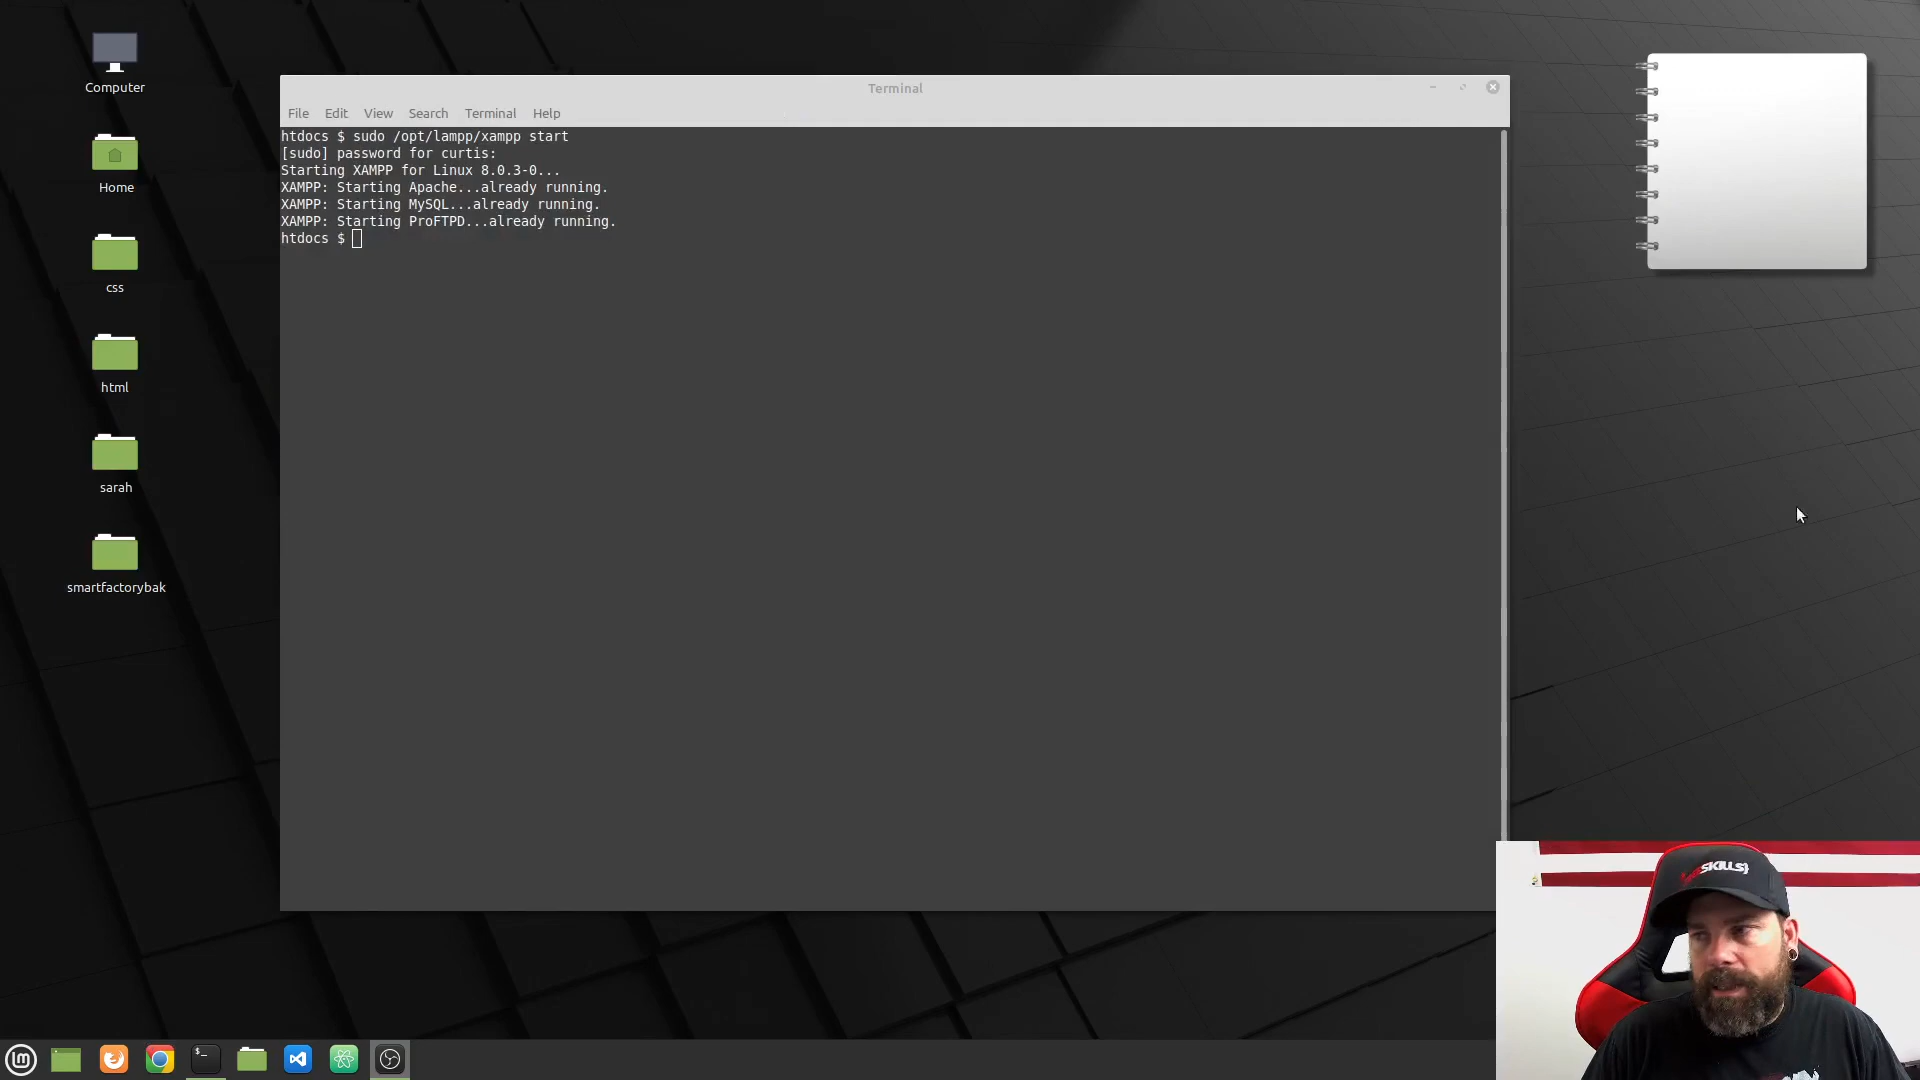 Computer
Home
css
html
sarah
smartfactorybak
Terminal
File Edit View Search Terminal Help
htdocs $ sudo /opt/lampp/xampp start
[sudo] password for curtis:
Starting XAMPP for Linux 8.0.3-0...
XAMPP: Starting Apache...already running.
XAMPP: Starting MySQL...already running.
XAMPP: Starting ProFTPD...already running.
htdocs $
$_
lm
SKILLS}